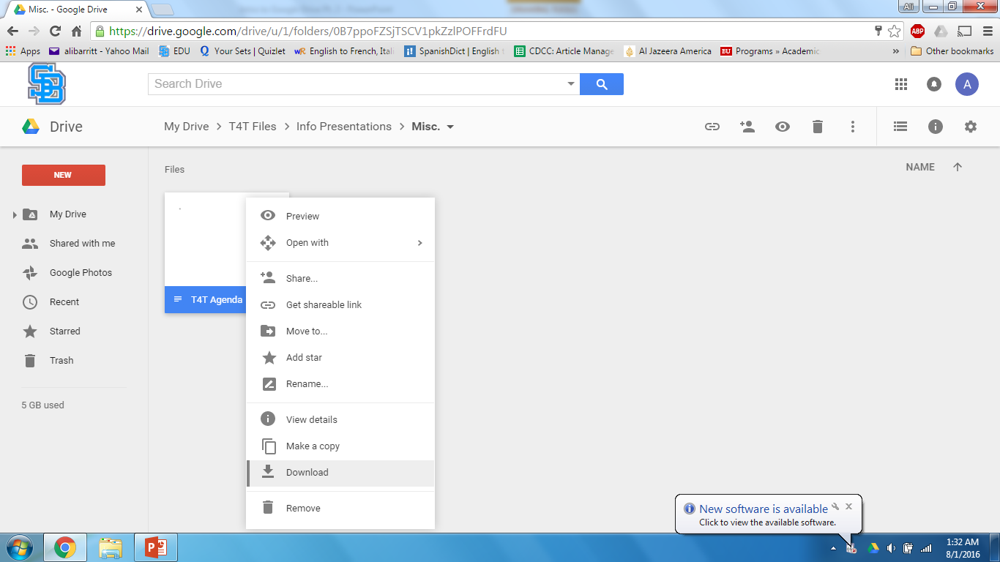 Misc. - Google Drive
Ali
https://drive.google.com/drive/u/1/folders/0B7ppoFZSjTSCV1pkZzlPOFFrdFU
ABP
Apps
alibarritt - Yahoo Mail
EDU
Your Sets | Quizlet
English to French, Itali
SpanishDict | English t
CDCC: Article Manage
Al Jazeera America
BU Programs » Academic
»
Other bookmarks
SB
Search Drive
A
Drive
My Drive > T4T Files > Info Presentations > Misc.
NEW
Files
NAME
My Drive
Shared with me
Google Photos
Recent
Starred
Trash
5 GB used
T4T Agenda
Preview
Open with
Share...
Get shareable link
Move to...
Add star
Rename...
View details
Make a copy
Download
Remove
New software is available
Click to view the available software.
1:32 AM
8/1/2016